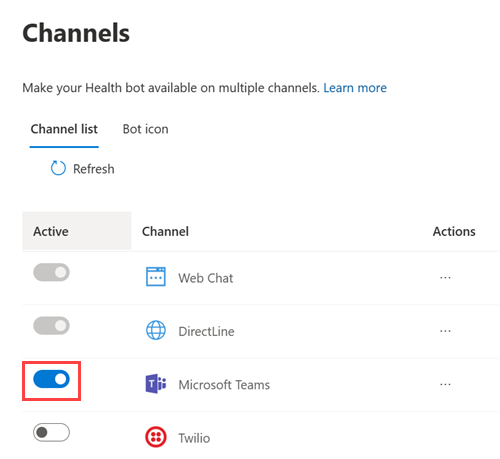 Channels
Make your Health bot available on multiple channels. Learn more
Channel list Bot icon
Refresh
Active Channel Actions
Web Chat ...
DirectLine ...
Microsoft Teams ...
Twilio